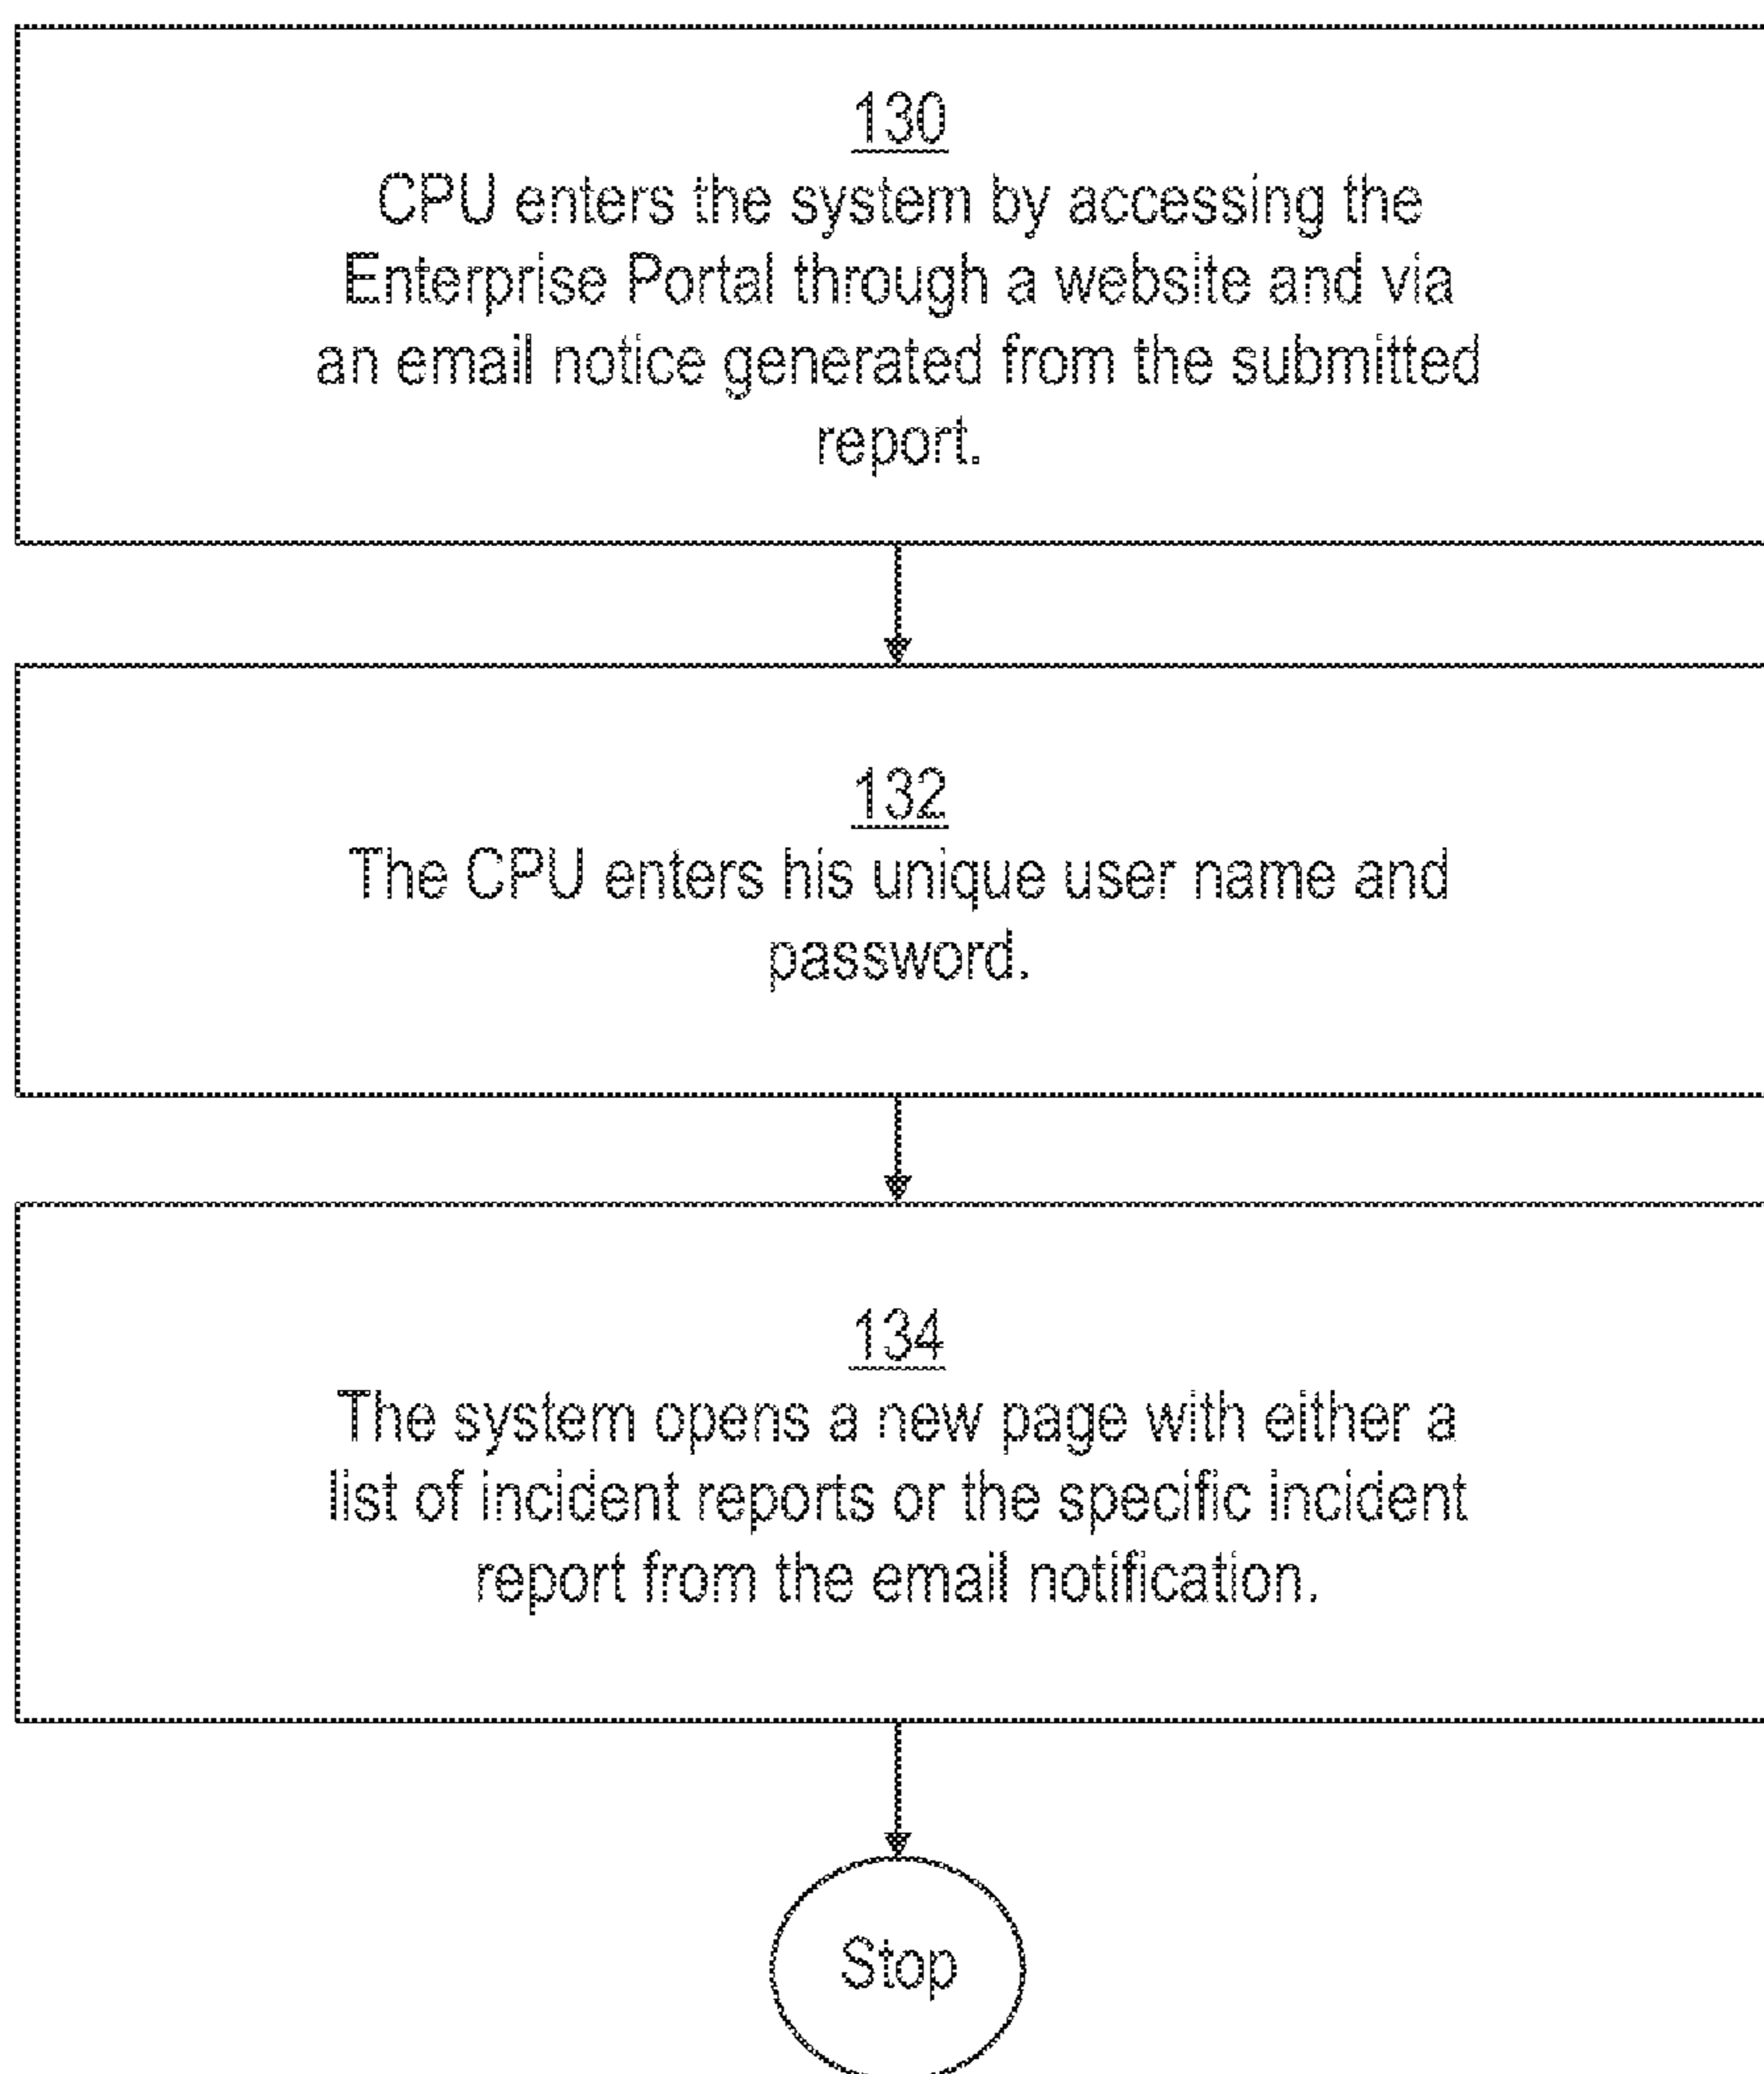 130
CPU enters the system by accessing the
Enterprise Portal through a website and via
an email notice generated from the submitted
report.
132
The CPU enters his unique user name and
password.
134
The system opens a new page with either a
list of incident reports or the specific incident
report from the email notification.
Stop